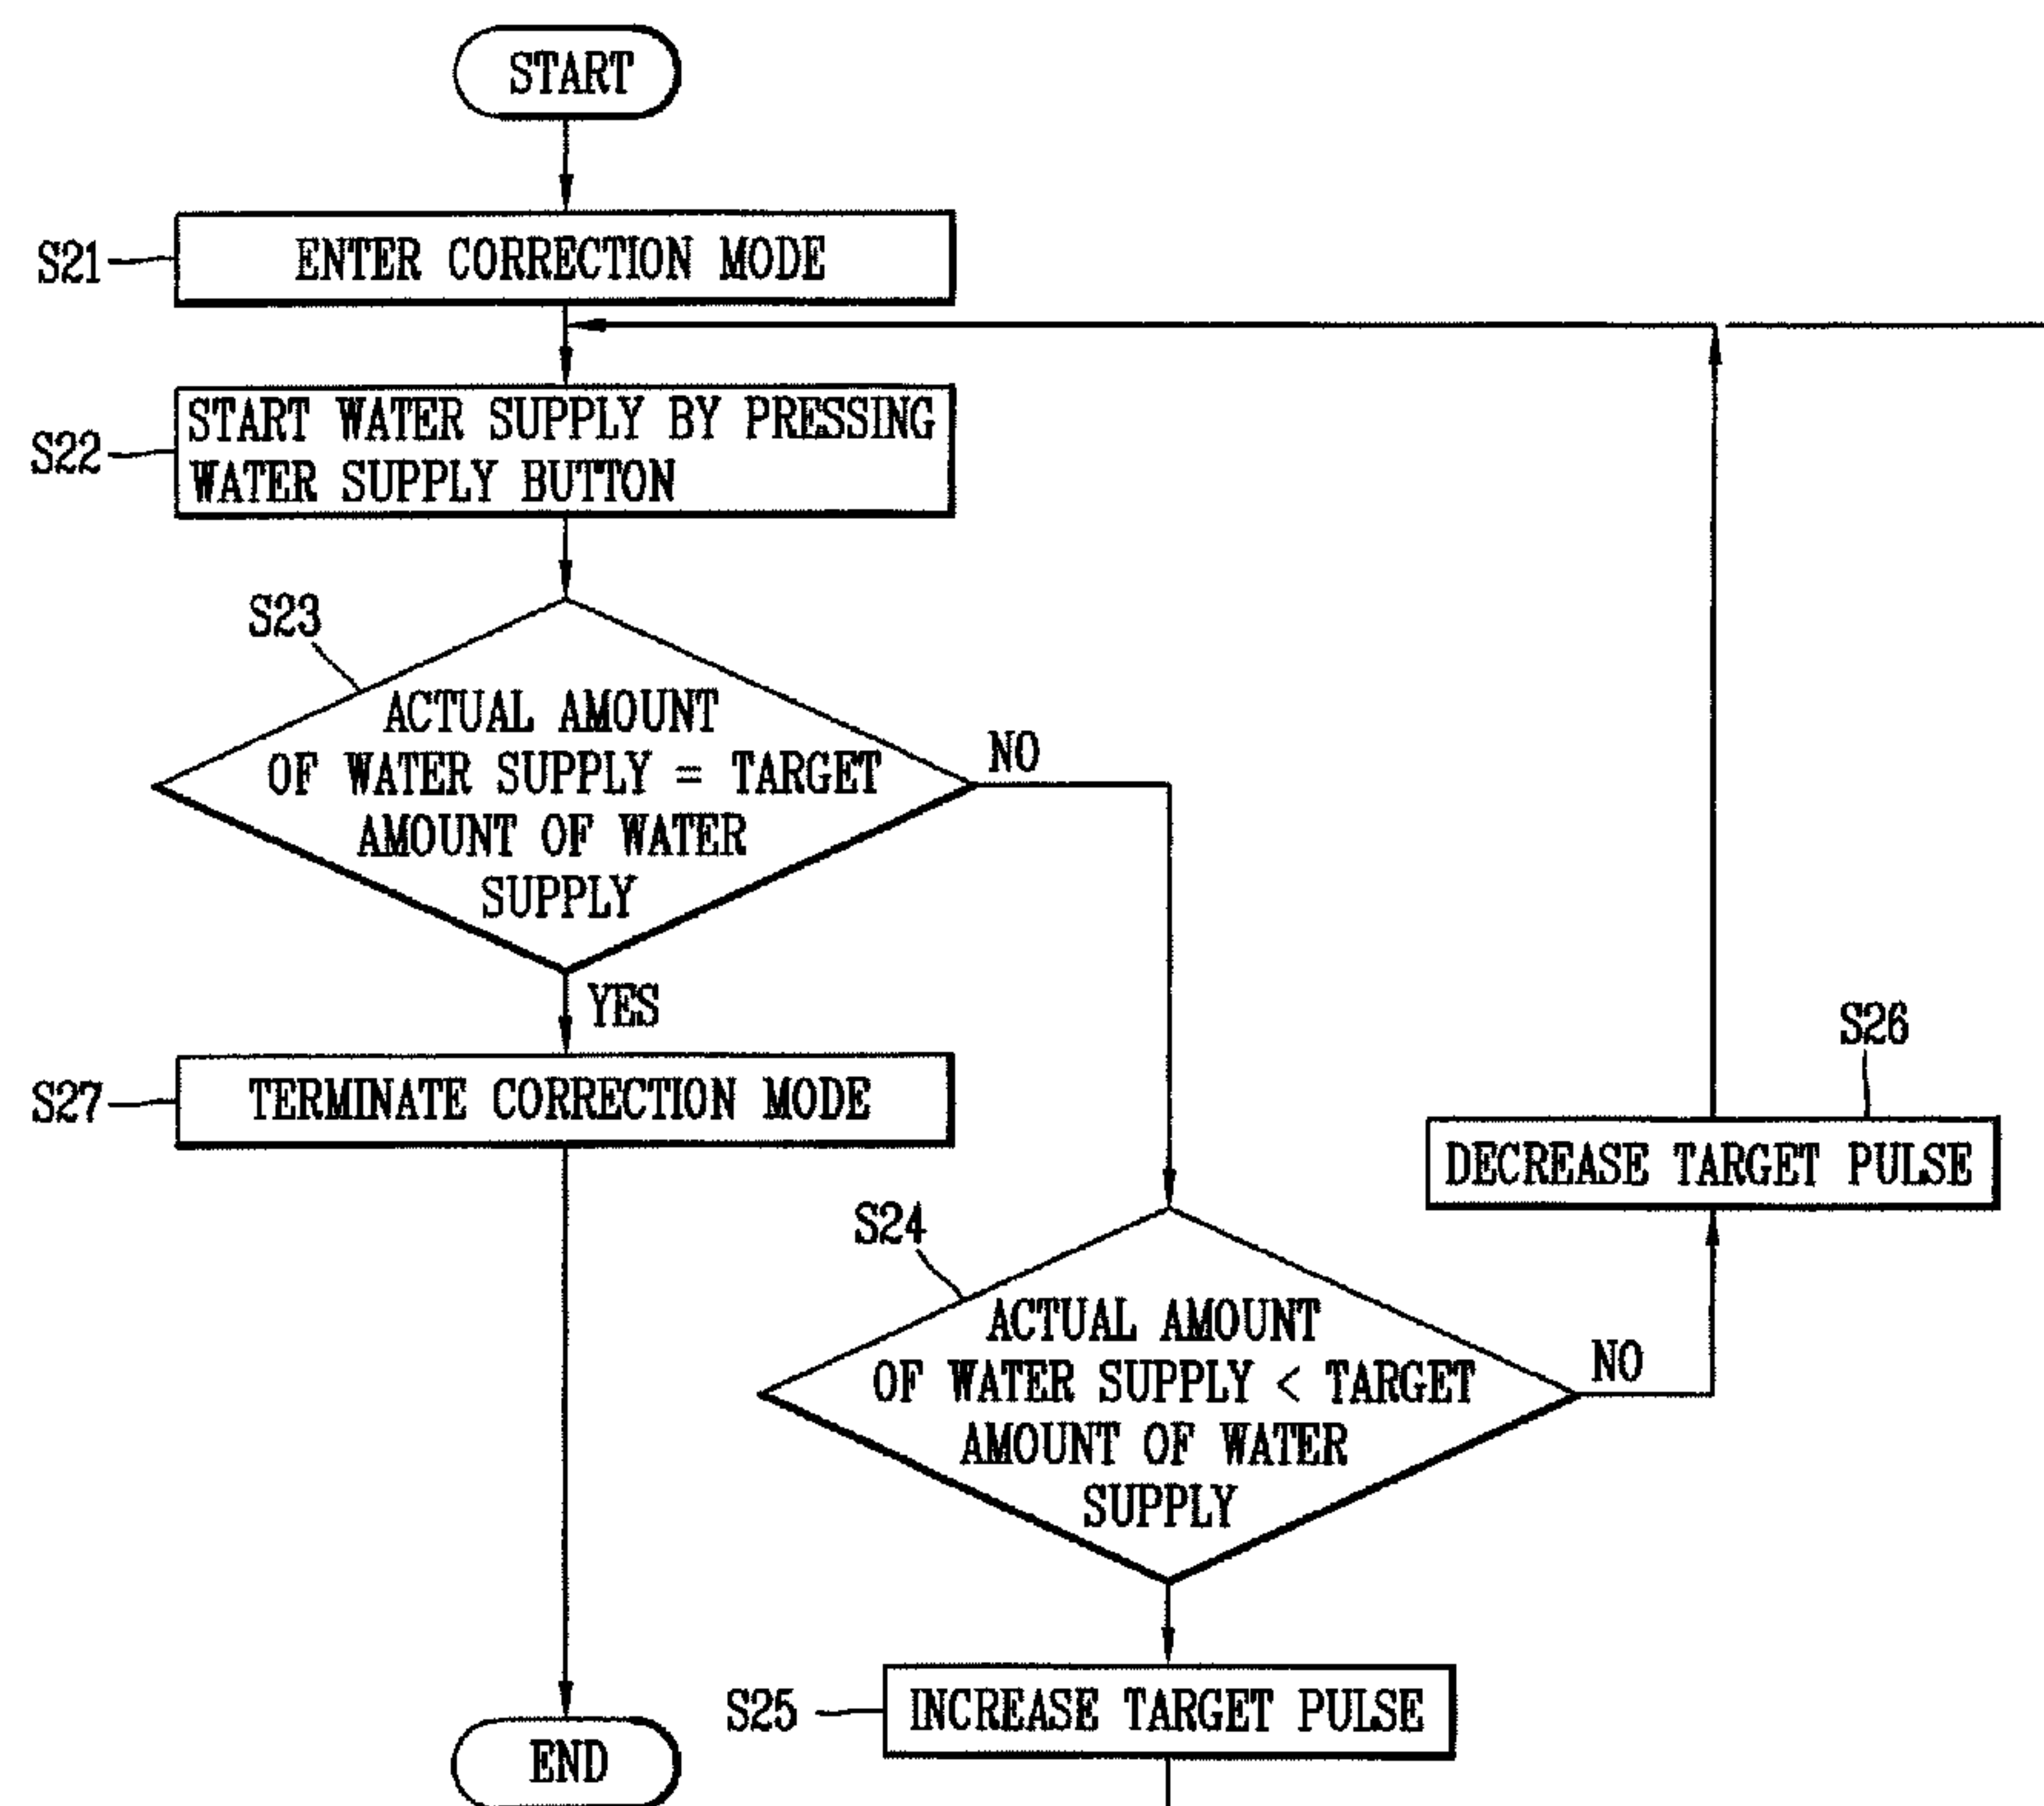 START
S21
ENTER CORRECTION MODE
S22
START WATER SUPPLY BY PRESSING
WATER SUPPLY BUTTON
S23
ACTUAL AMOUNT
OF WATER SUPPLY = TARGET
AMOUNT OF WATER
SUPPLY
NO
YES
S27
TERMINATE CORRECTION MODE
S26
DECREASE TARGET PULSE
S24
ACTUAL AMOUNT
OF WATER SUPPLY < TARGET
AMOUNT OF WATER
SUPPLY
NO
S25
INCREASE TARGET PULSE
END